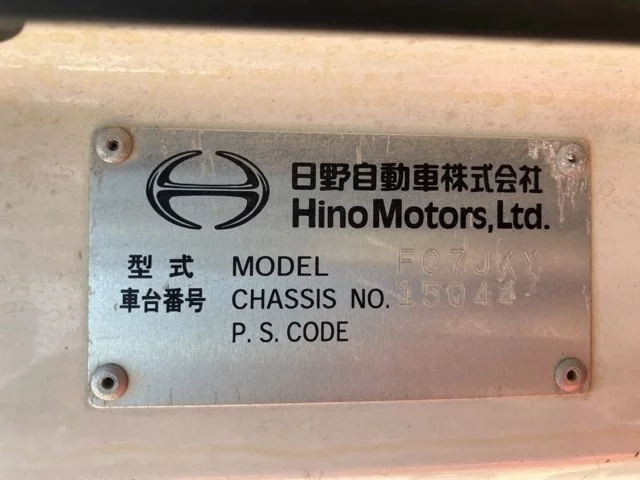 日野自動車株式会社
Hino Motors, Ltd.
型式 MODEL FC7JKY
車台番号 CHASSIS NO. 15044
P. S. CODE